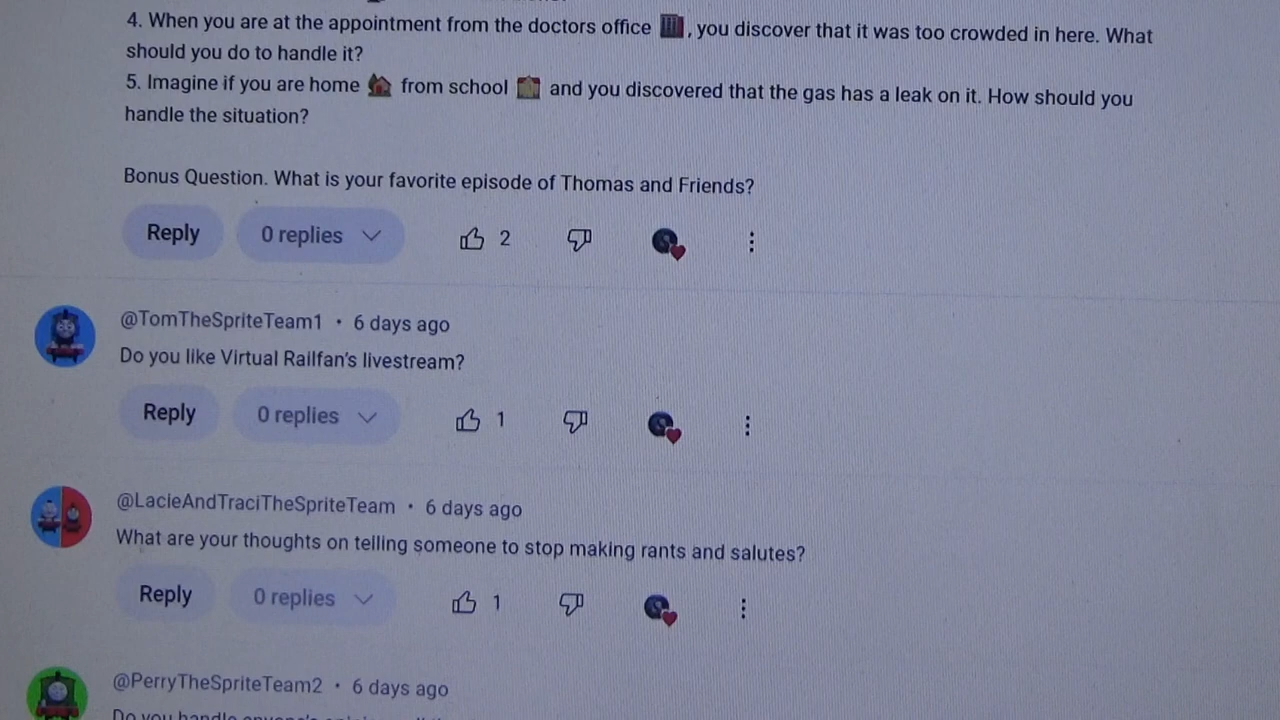 4. When you are at the appointment from the doctors office , you discover that it was too crowded in here. What
should you do to handle it?
5. Imagine if you are home from school and you discovered that the gas has a leak on it. How should you
handle the situation?
Bonus Question. What is your favorite episode of Thomas and Friends?
Reply 0 replies 2
@TomTheSpriteTeam1 • 6 days ago
Do you like Virtual Railfan's livestream?
Reply 0 replies 1
@LacieAndTraciTheSpriteTeam • 6 days ago
What are your thoughts on telling someone to stop making rants and salutes?
Reply 0 replies 1
@PerryTheSpriteTeam2 • 6 days ago
Do you handle